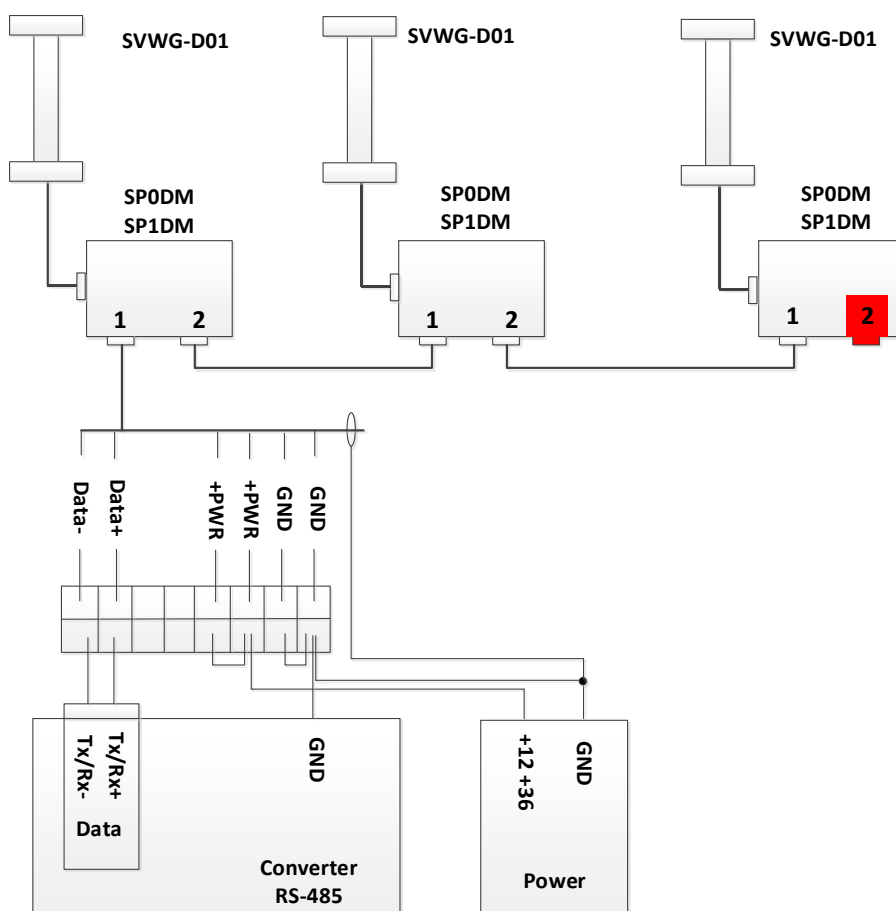 SVWG-D01
SVWG-D01
SVWG-D01
SP0DM
SP1DM
SP0DM
SP1DM
SP0DM
SP1DM
1 2
1 2
1 2
Data-
Data+
+PWR
+PWR
GND
GND
Tx/Rx-
Tx/Rx+
Data
GND
Converter
RS-485
+12 +36
GND
Power